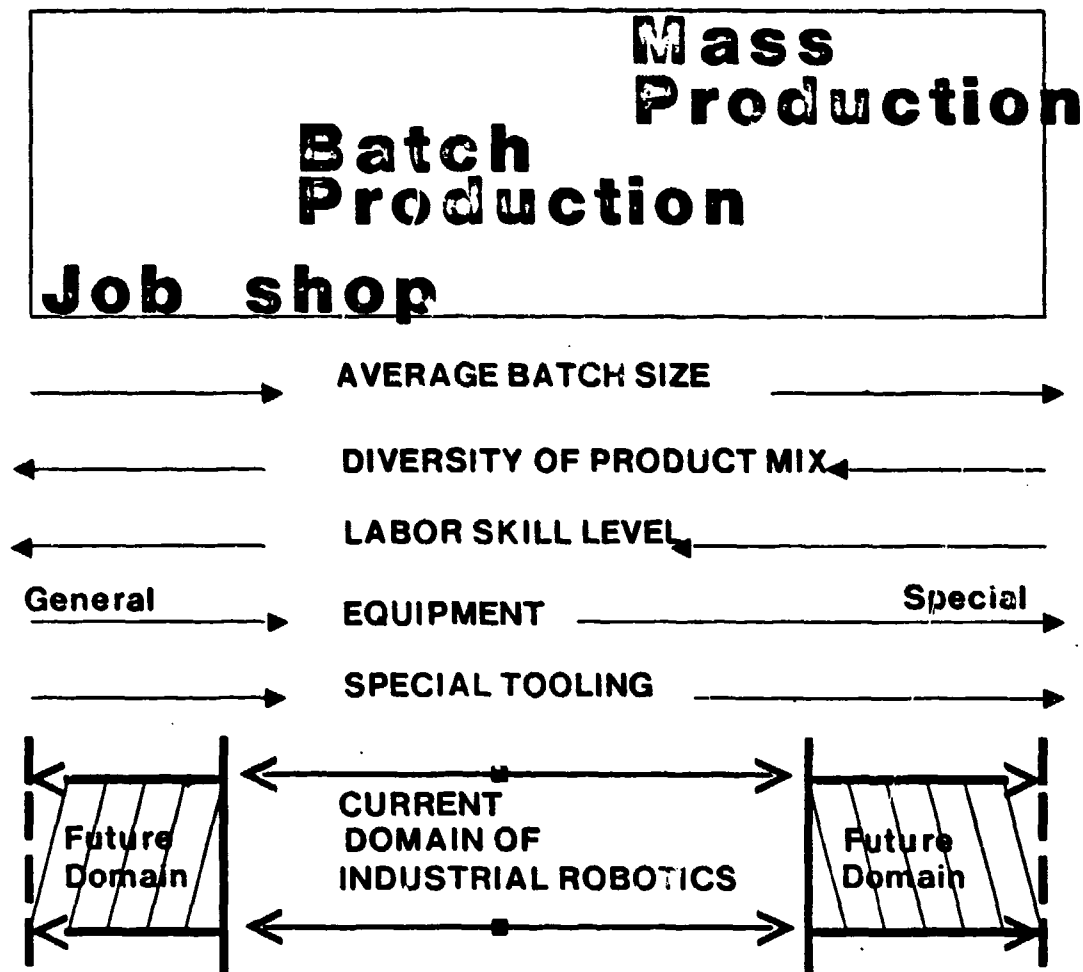 Mass
Production
Batch
Production
Job shop
AVERAGE BATCH SIZE
DIVERSITY OF PRODUCT MIX
LABOR SKILL LEVEL
General
EQUIPMENT
Special
SPECIAL TOOLING
Future
Domain
CURRENT
DOMAIN OF
INDUSTRIAL ROBOTICS
Future
Domain